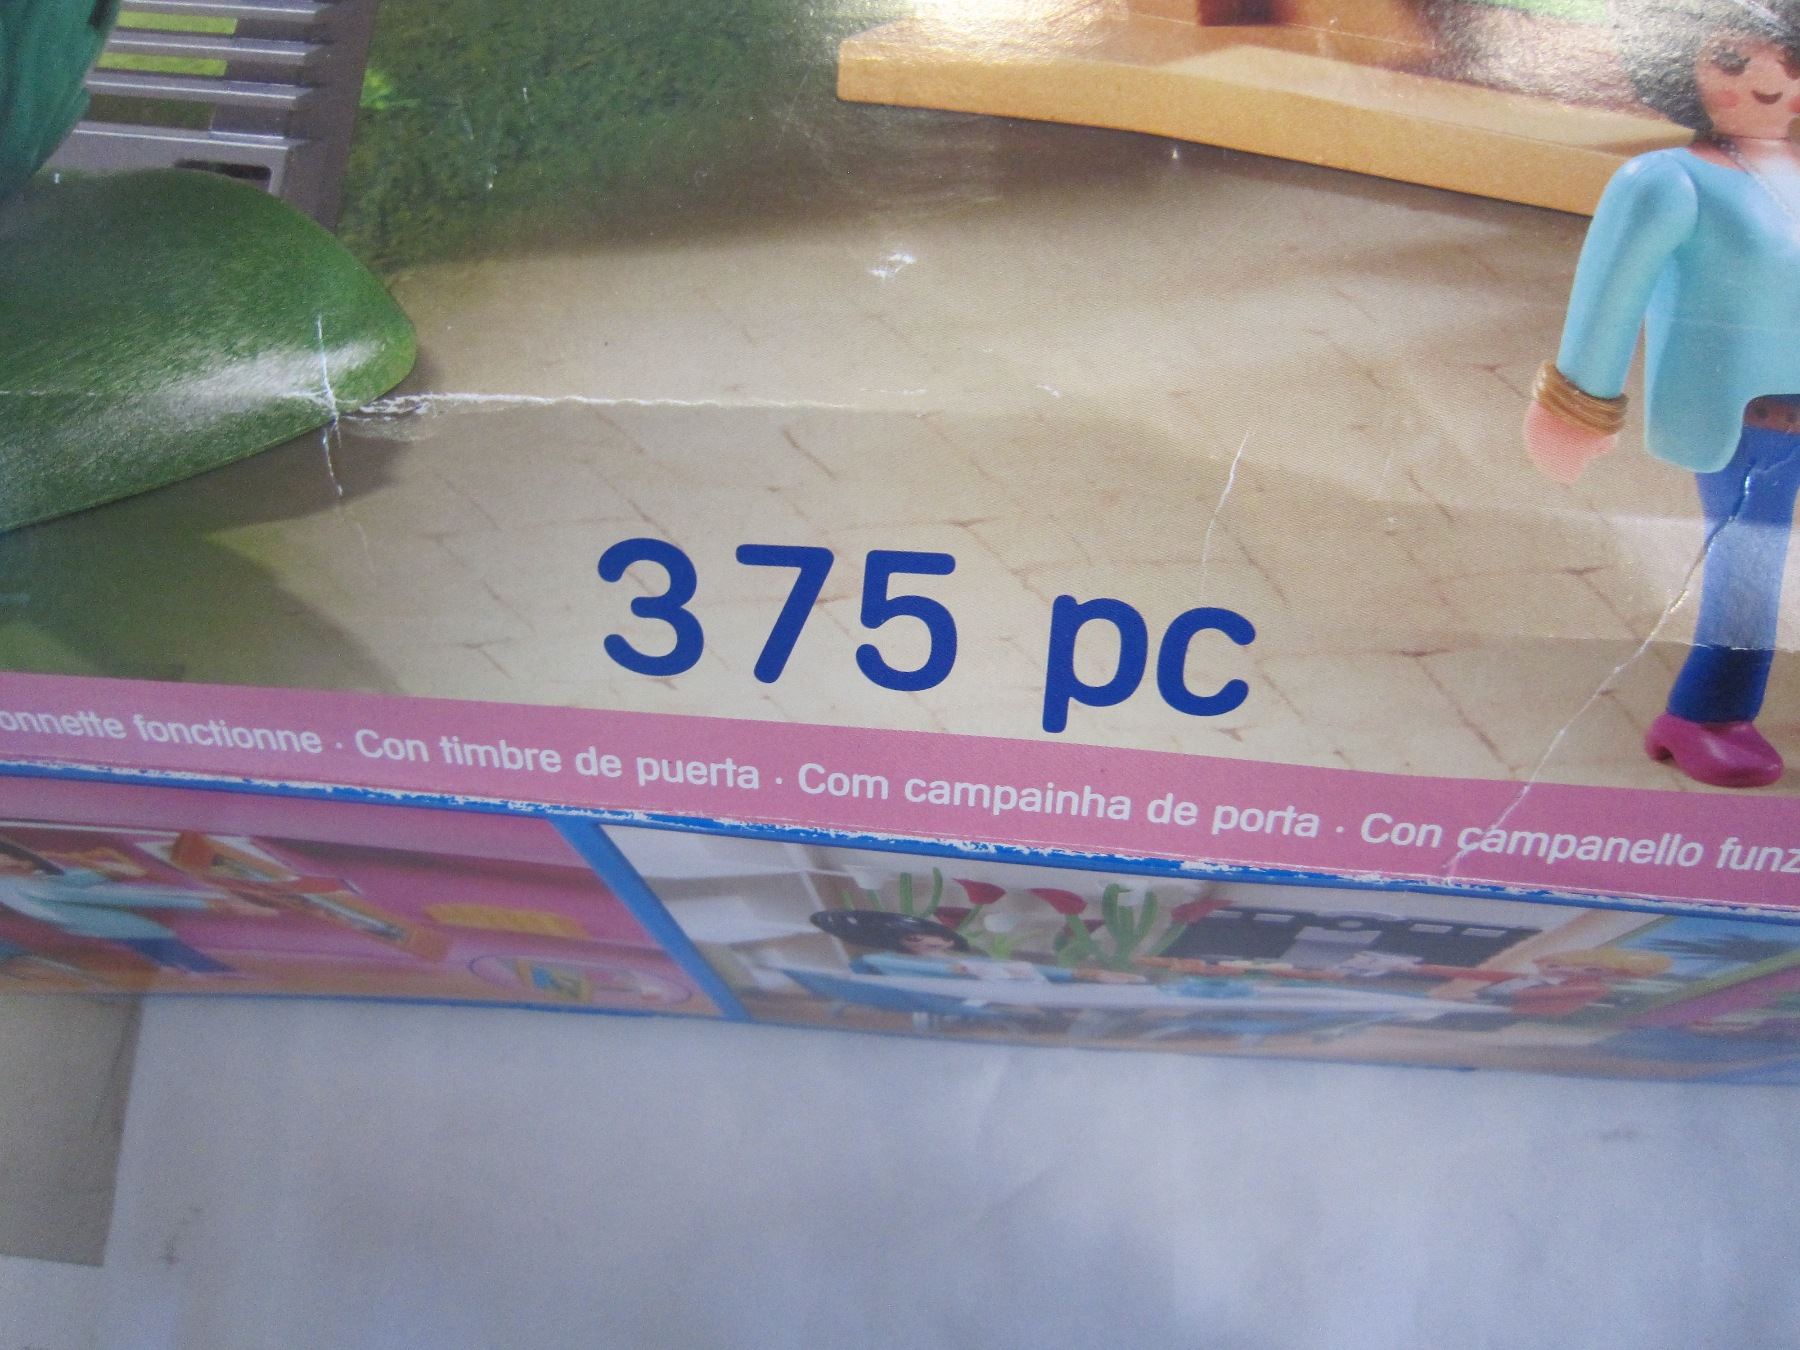 375 pc
onnette fonctionne · Con timbre de puerta · Com campainha de porta · Con campanello funz